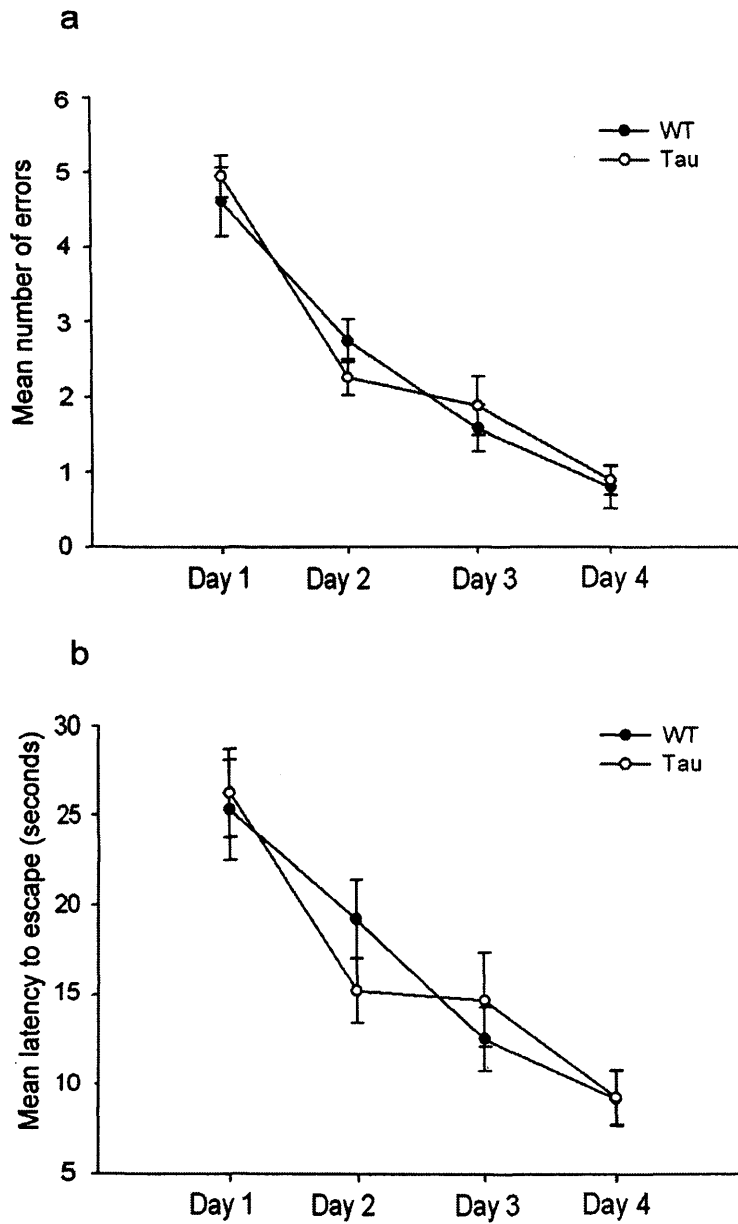 a
Mean number of errors
6
5
4
3
2
1
0
WT
Tau
Day 1 Day 2 Day 3 Day 4
b
Mean latency to escape (seconds)
30
25
20
15
10
5
WT
Tau
Day 1 Day 2 Day 3 Day 4